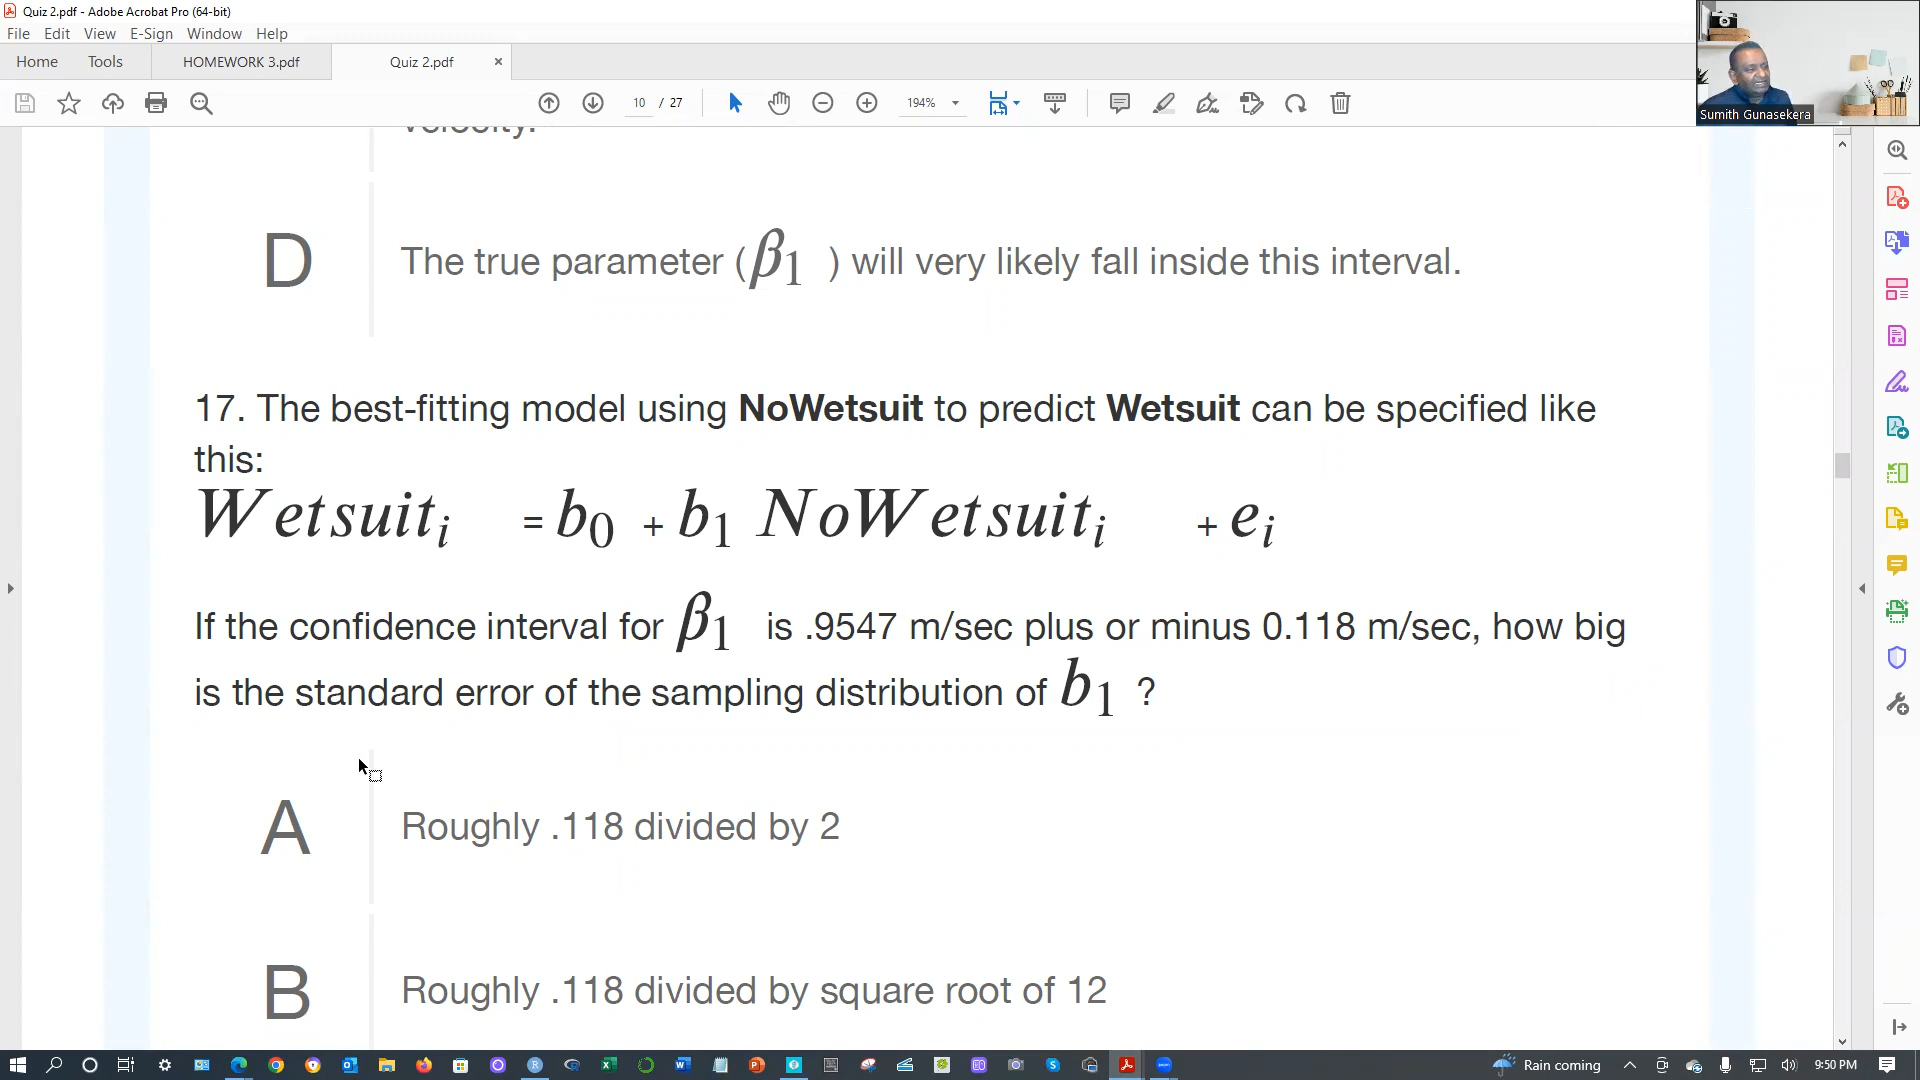 Quiz 2.pdf - Adobe Acrobat Pro (64-bit)
File Edit View E-Sign Window Help
Home Tools HOMEWORK 3.pdf Quiz 2.pdf ×
10 / 27 194%
Sumith Gunasekera
velocity.
D The true parameter (β1 ) will very likely fall inside this interval.
17. The best-fitting model using NoWetsuit to predict Wetsuit can be specified like
this:
Wetsuiti = b0 + b1 NoWetsuiti + ei
If the confidence interval for β1 is .9547 m/sec plus or minus 0.118 m/sec, how big
is the standard error of the sampling distribution of b1 ?
A Roughly .118 divided by 2
B Roughly .118 divided by square root of 12
Rain coming 9:50 PM